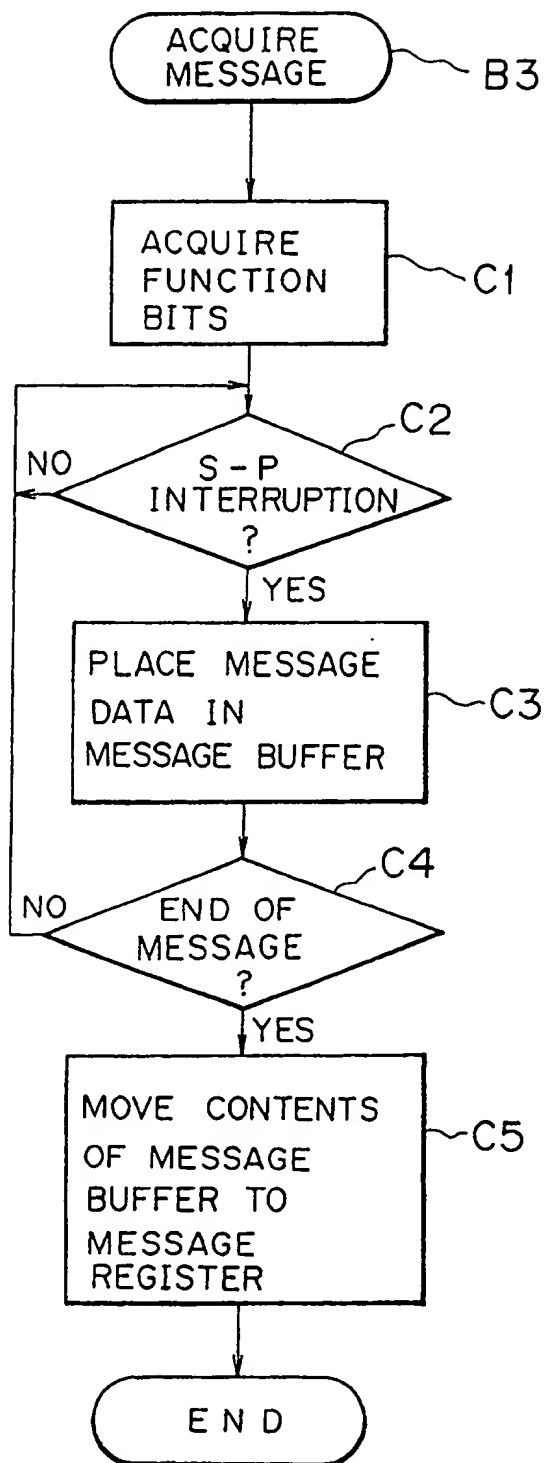 ACQUIRE
MESSAGE
B3
ACQUIRE
FUNCTION
BITS
C1
C2
NO
S-P
INTERRUPTION
?
YES
PLACE MESSAGE
DATA IN
MESSAGE BUFFER
C3
C4
NO
END OF
MESSAGE
?
YES
MOVE CONTENTS
OF MESSAGE
BUFFER TO
MESSAGE
REGISTER
C5
END